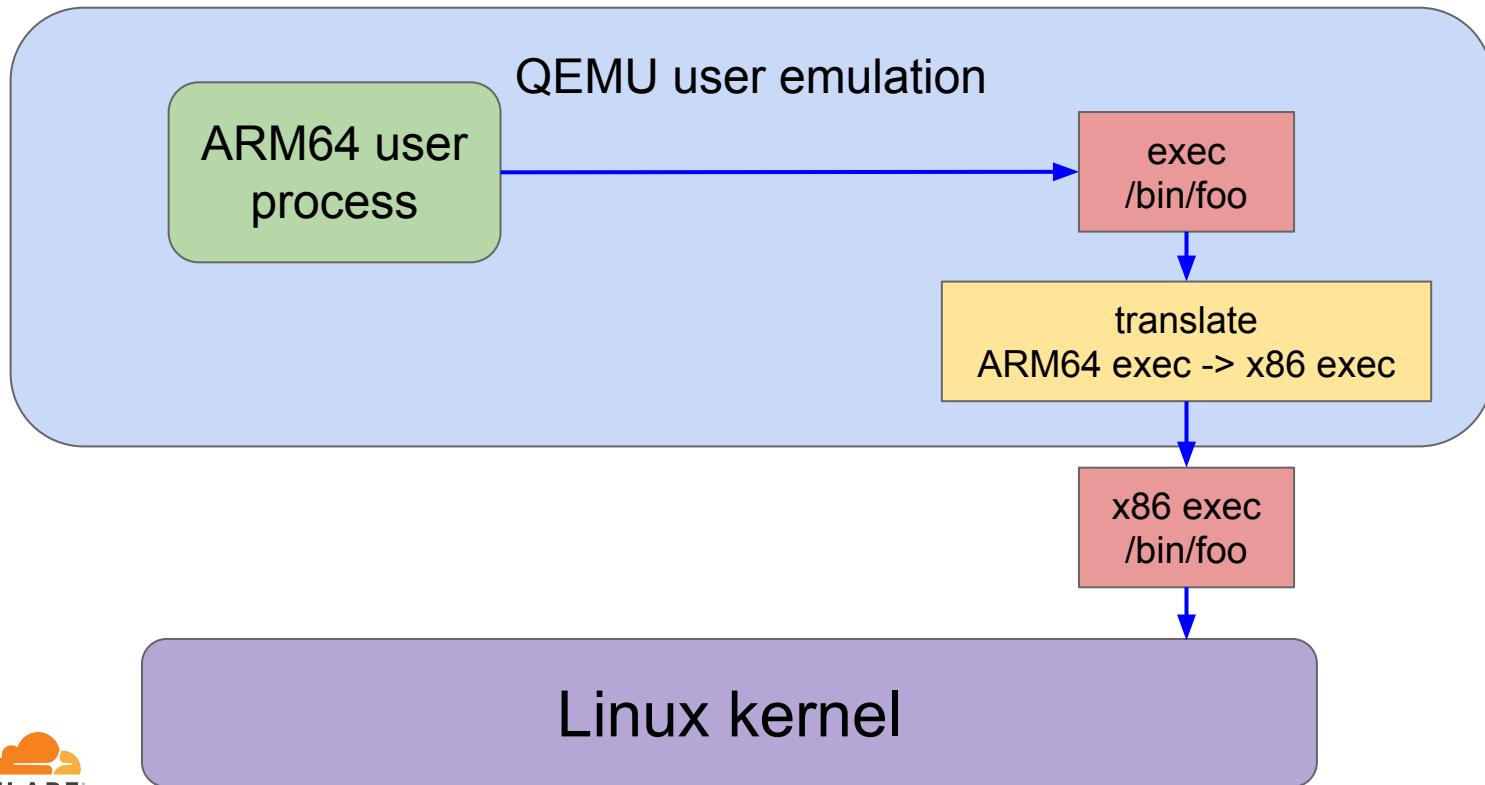 QEMU user emulation
ARM64 user
process
exec
/bin/foo
translate
ARM64 exec -> x86 exec
x86 exec
/bin/foo
Linux kernel